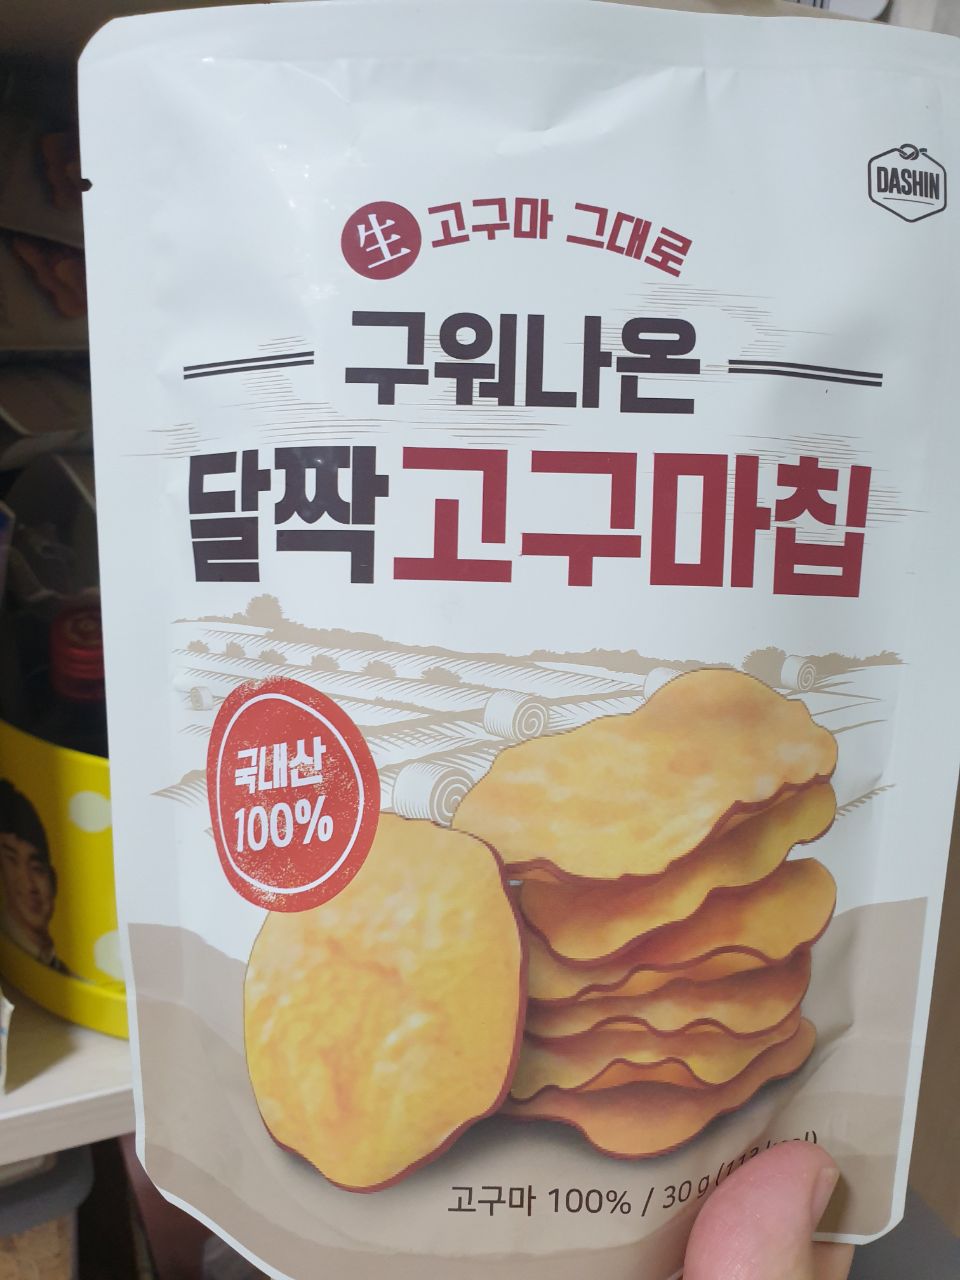 DASHIN
生 고구마 그대로
구워나온
달짝고구마칩
국내산
100%
고구마 100% / 30 g